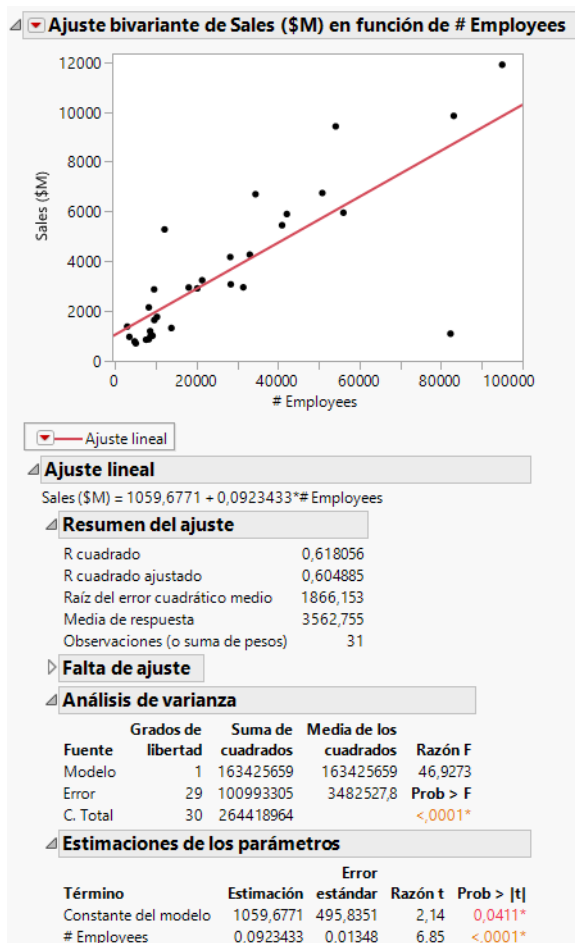 Ajuste bivariante de Sales ($M) en función de # Employees
12000
10000
8000
6000
4000
2000
0
Sales ($M)
0 20000 40000 60000 80000 100000
# Employees
Ajuste lineal
Ajuste lineal
Sales ($M) = 1059,6771 + 0,0923433*# Employees
Resumen del ajuste
R cuadrado 0,618056
R cuadrado ajustado 0,604885
Raíz del error cuadrático medio 1866,153
Media de respuesta 3562,755
Observaciones (o suma de pesos) 31
Falta de ajuste
Análisis de varianza
Grados de Suma de Media de los
Fuente libertad cuadrados cuadrados Razón F
Modelo 1 163425659 163425659 46,9273
Error 29 100993305 3482527,8 Prob > F
C. Total 30 264418964 <,0001*
Estimaciones de los parámetros
Error
Término Estimación estándar Razón t Prob > |t|
Constante del modelo 1059,6771 495,8351 2,14 0,0411*
# Employees 0,0923433 0,01348 6,85 <,0001*